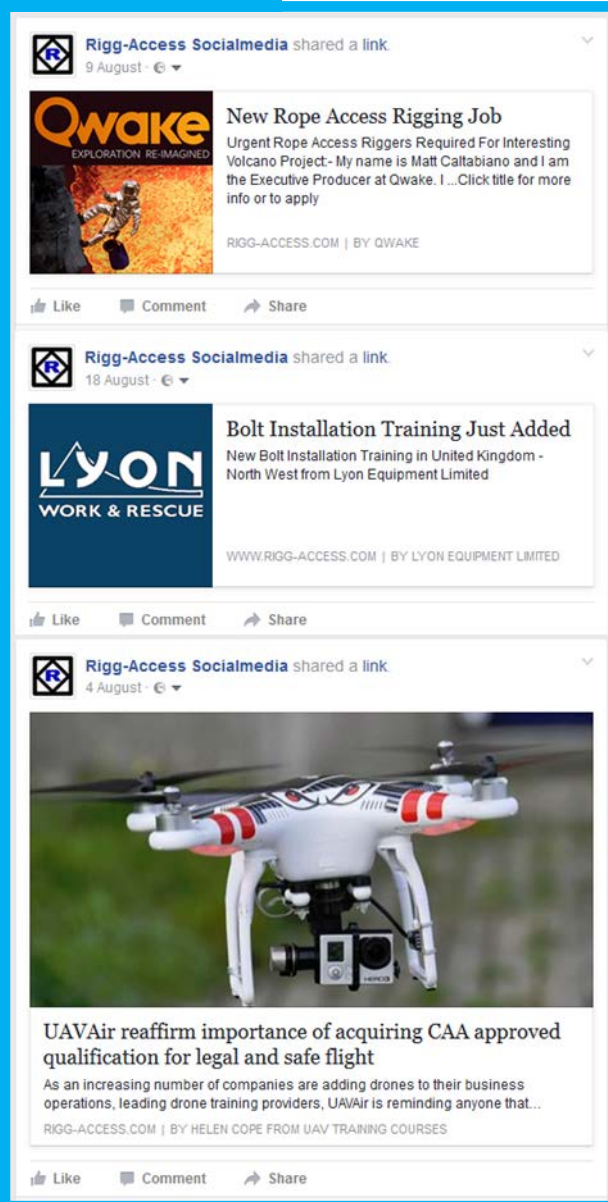 R
Rigg-Access Socialmedia shared a link.
9 August
Qwake
EXPLORATION RE-IMAGINED
New Rope Access Rigging Job
Urgent Rope Access Riggers Required For Interesting
Volcano Project:- My name is Matt Caltabiano and I am
the Executive Producer at Qwake. I ...Click title for more
info or to apply
RIGG-ACCESS.COM | BY QWAKE
Like Comment Share
R
Rigg-Access Socialmedia shared a link.
18 August
LYON
WORK & RESCUE
Bolt Installation Training Just Added
New Bolt Installation Training in United Kingdom -
North West from Lyon Equipment Limited
WWW.RIGG-ACCESS.COM | BY LYON EQUIPMENT LIMITED
Like Comment Share
R
Rigg-Access Socialmedia shared a link.
4 August
HERO3
UAVAir reaffirm importance of acquiring CAA approved
qualification for legal and safe flight
As an increasing number of companies are adding drones to their business
operations, leading drone training providers, UAVAir is reminding anyone that...
RIGG-ACCESS.COM | BY HELEN COPE FROM UAV TRAINING COURSES
Like Comment Share